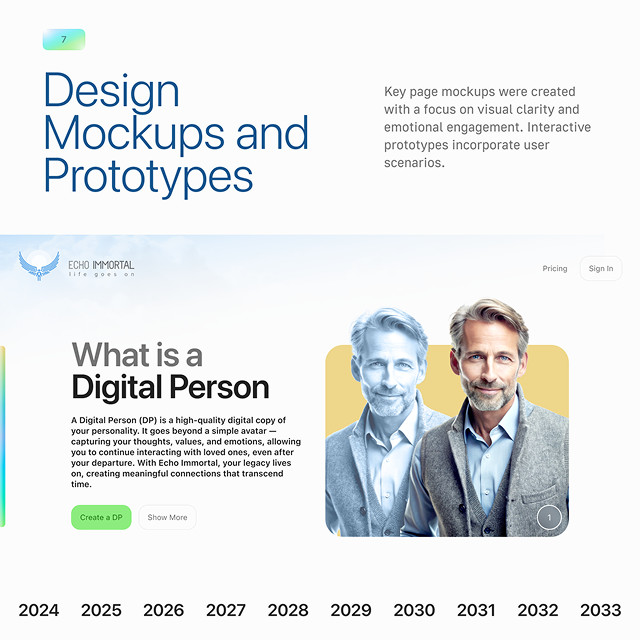 7
Design
Mockups and
Prototypes
Key page mockups were created
with a focus on visual clarity and
emotional engagement. Interactive
prototypes incorporate user
scenarios.
ECHO IMMORTAL
life goes on
Pricing
Sign In
What is a
Digital Person
A Digital Person (DP) is a high-quality digital copy of
your personality. It goes beyond a simple avatar —
capturing your thoughts, values, and emotions, allowing
you to continue interacting with loved ones, even after
your departure. With Echo Immortal, your legacy lives
on, creating meaningful connections that transcend
time.
Create a DP
Show More
1
2024 2025 2026 2027 2028 2029 2030 2031 2032 2033